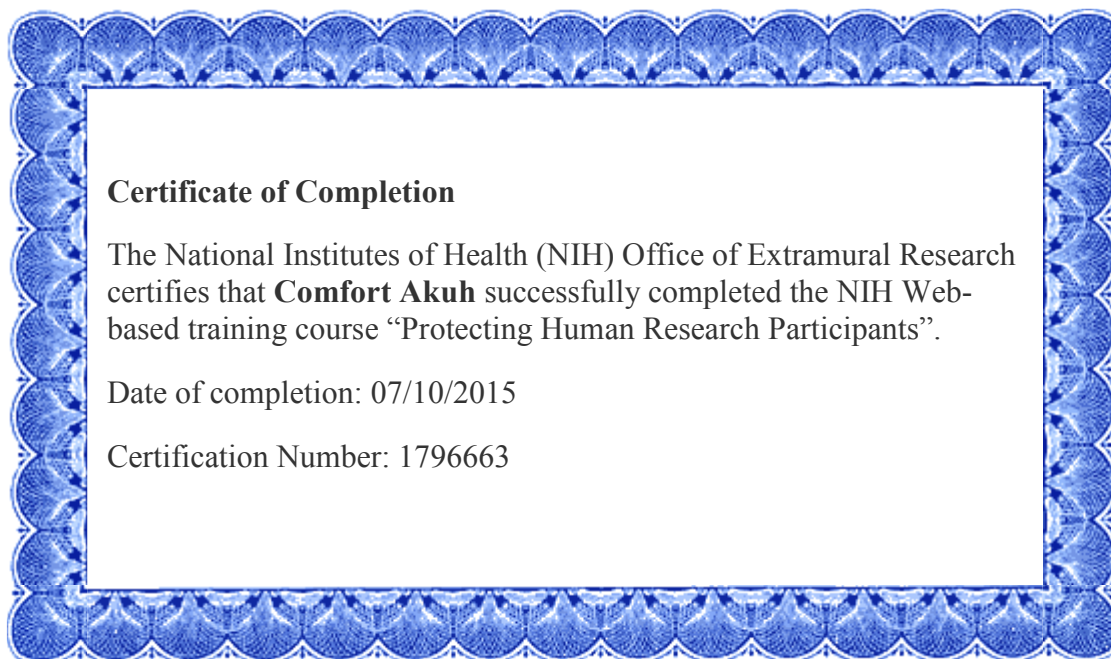 Certificate of Completion
The National Institutes of Health (NIH) Office of Extramural Research
certifies that Comfort Akuh successfully completed the NIH Web-
based training course “Protecting Human Research Participants”.
Date of completion: 07/10/2015
Certification Number: 1796663